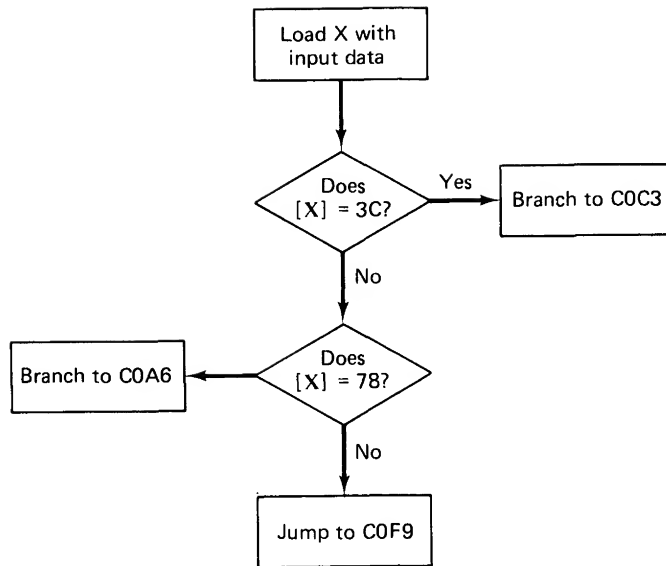 Load X with
input data
Does
[X] = 3C?
Yes
Branch to C0C3
No
Does
[X] = 78?
Branch to C0A6
No
Jump to C0F9